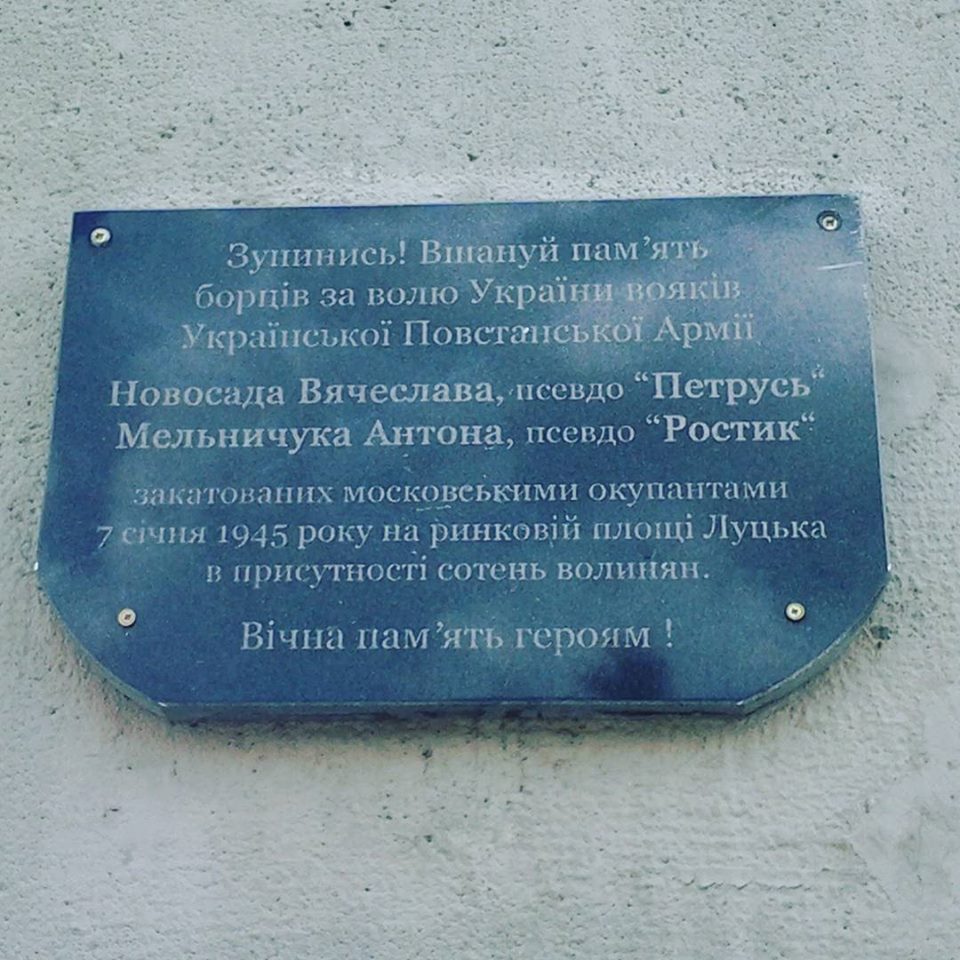 Зупинись! Вшануй пам’ять
борців за волю України вояків
Української Повстанської Армії
Новосада Вячеслава, псевдо “Петрусь“
Мельничука Антона, псевдо “Ростик“
закатованих московськими окупантами
7 січня 1945 року на ринковій площі Луцька
в присутності сотень волинян.
Вічна пам’ять героям !